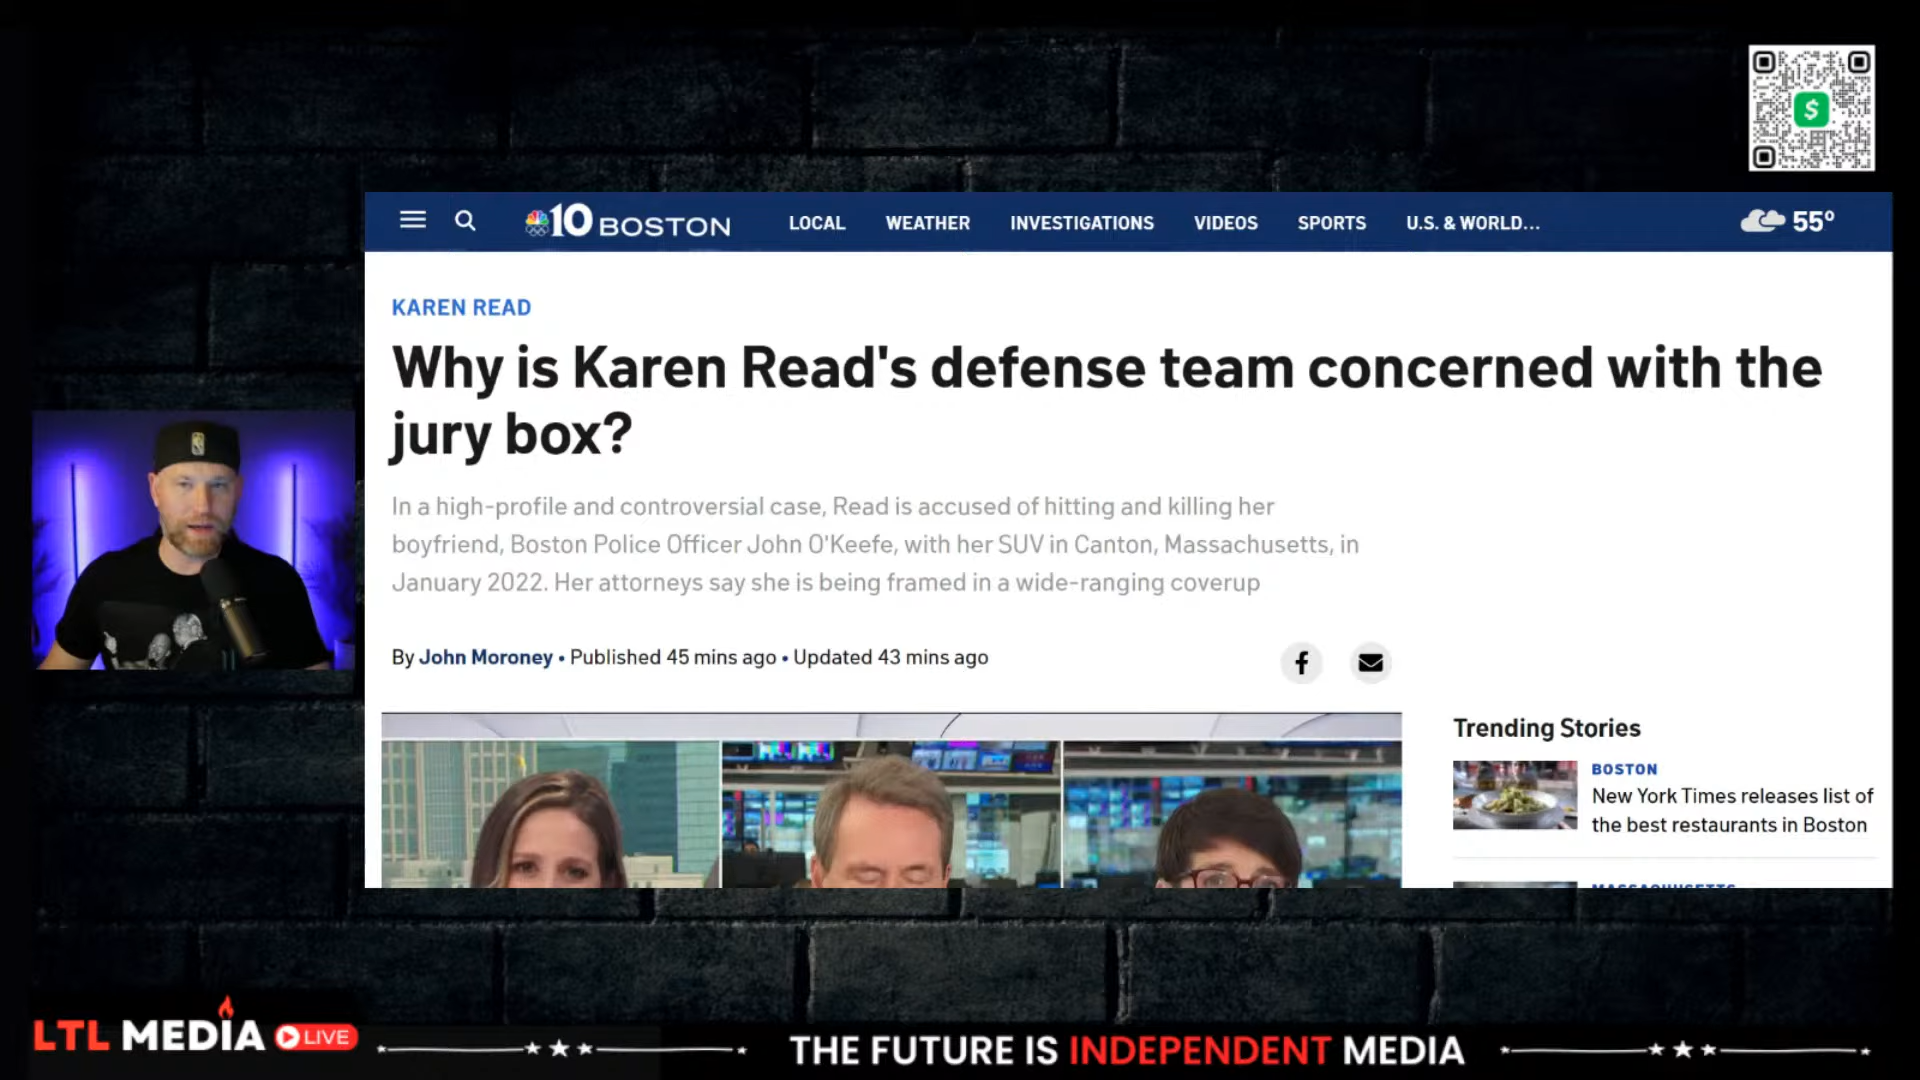 $
10 BOSTON
LOCAL
WEATHER
INVESTIGATIONS
VIDEOS
SPORTS
U.S. & WORLD...
55°
KAREN READ
Why is Karen Read's defense team concerned with the
jury box?
In a high-profile and controversial case, Read is accused of hitting and killing her
boyfriend, Boston Police Officer John O'Keefe, with her SUV in Canton, Massachusetts, in
January 2022. Her attorneys say she is being framed in a wide-ranging coverup
By John Moroney • Published 45 mins ago • Updated 43 mins ago
Trending Stories
BOSTON
New York Times releases list of
the best restaurants in Boston
MASSACHUSETTS
LTL MEDIA LIVE
THE FUTURE IS INDEPENDENT MEDIA